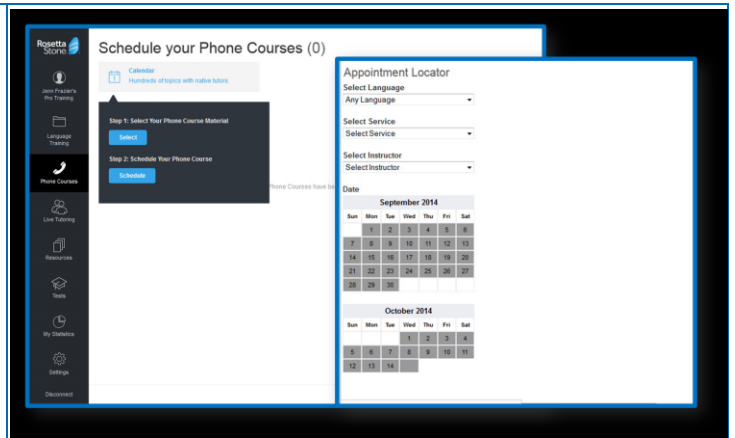 Rosetta
Stone
Jenn Frazier's
Pro Training
Language
Training
Phone Courses
Live Tutoring
Resources
Tests
My Statistics
Settings
Disconnect
Schedule your Phone Courses (0)
Calendar
Hundreds of topics with native tutors
1
Step 1: Select Your Phone Course Material
Select
Step 2: Schedule Your Phone Course
Schedule
Phone Courses have be
Appointment Locator
Select Language
Any Language
Select Service
Select Service
Select Instructor
Select Instructor
Date
September 2014
Sun Mon Tue Wed Thu Fri Sat
1 2 3 4 5 6
7 8 9 10 11 12 13
14 15 16 17 18 19 20
21 22 23 24 25 26 27
28 29 30
October 2014
Sun Mon Tue Wed Thu Fri Sat
1 2 3 4
5 6 7 8 9 10 11
12 13 14